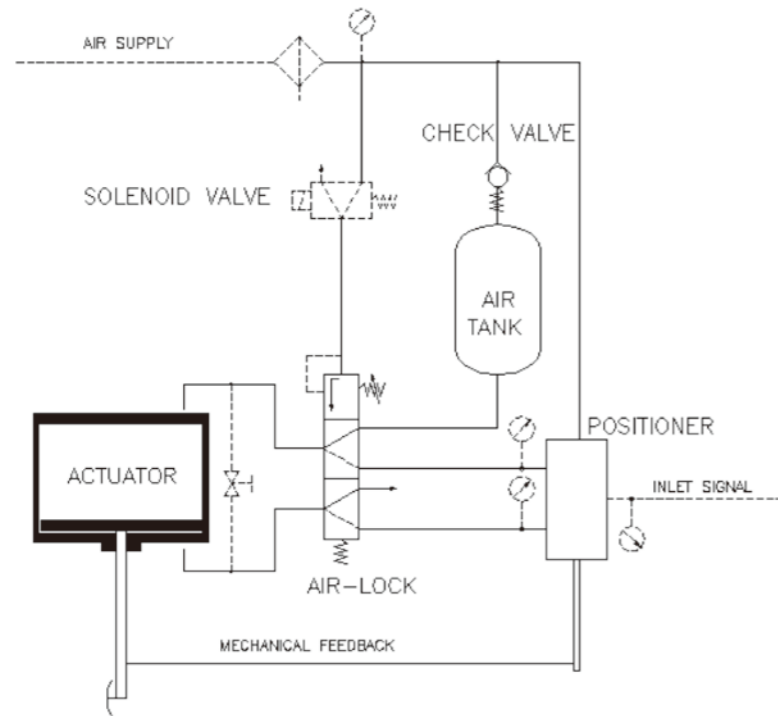 AIR SUPPLY
CHECK VALVE
SOLENOID VALVE
AIR
TANK
POSITIONER
ACTUATOR
INLET SIGNAL
AIR-LOCK
MECHANICAL FEEDBACK